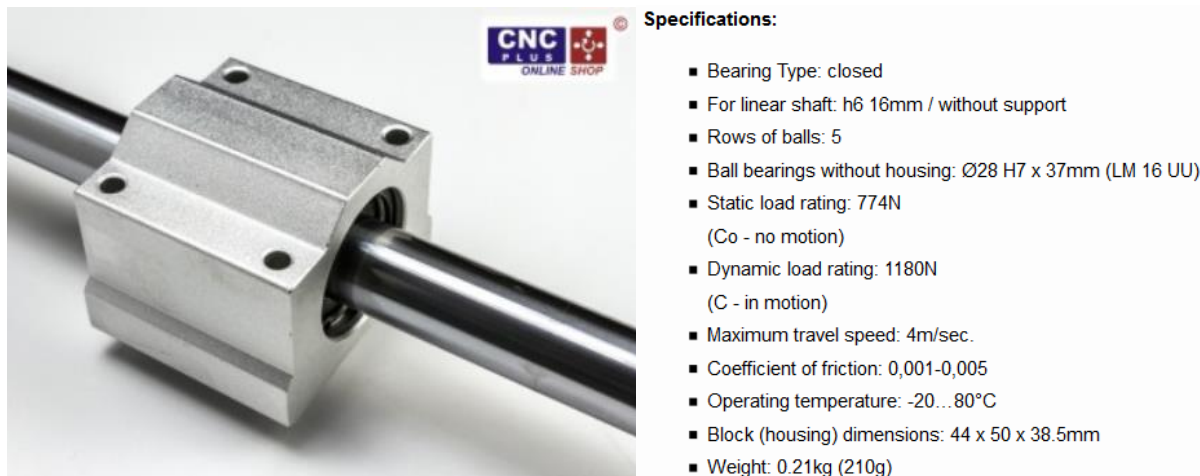 CNC
PLUS
ONLINE SHOP
©
Specifications:
Bearing Type: closed
For linear shaft: h6 16mm / without support
Rows of balls: 5
Ball bearings without housing: Ø28 H7 x 37mm (LM 16 UU)
Static load rating: 774N
(Co - no motion)
Dynamic load rating: 1180N
(C - in motion)
Maximum travel speed: 4m/sec.
Coefficient of friction: 0,001-0,005
Operating temperature: -20...80°C
Block (housing) dimensions: 44 x 50 x 38.5mm
Weight: 0.21kg (210g)